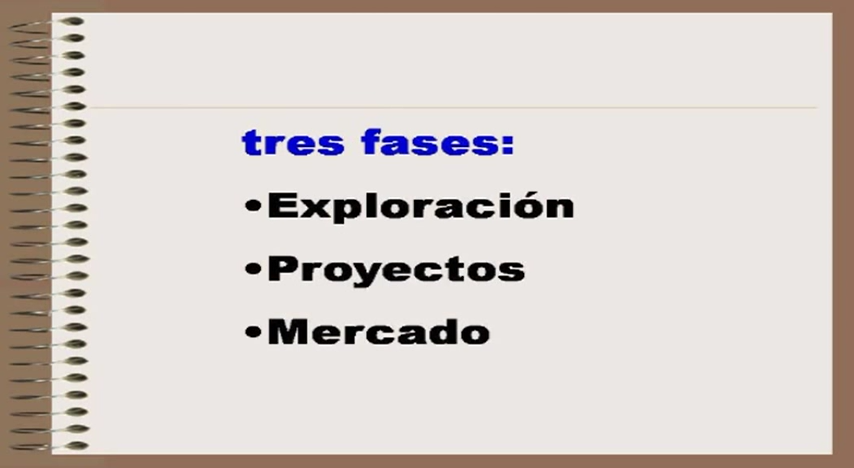 tres fases:
•Exploración
•Proyectos
•Mercado